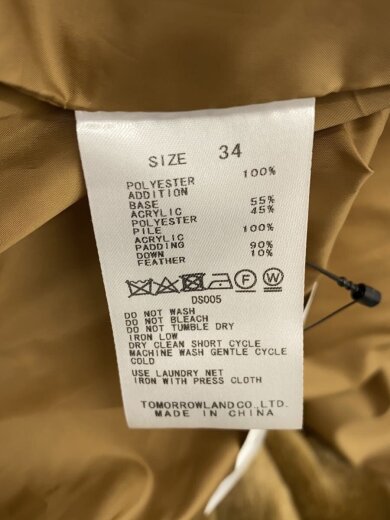 SIZE 34
POLYESTER 100%
ADDITION
BASE
ACRYLIC 55%
POLYESTER 45%
PILE
ACRYLIC 100%
PADDING
DOWN 90%
FEATHER 10%
F W
DS005
DO NOT WASH
DO NOT BLEACH
DO NOT TUMBLE DRY
IRON LOW
DRY CLEAN SHORT CYCLE
MACHINE WASH GENTLE CYCLE
COLD
USE LAUNDRY NET
IRON WITH PRESS CLOTH
TOMORROWLAND CO., LTD.
MADE IN CHINA